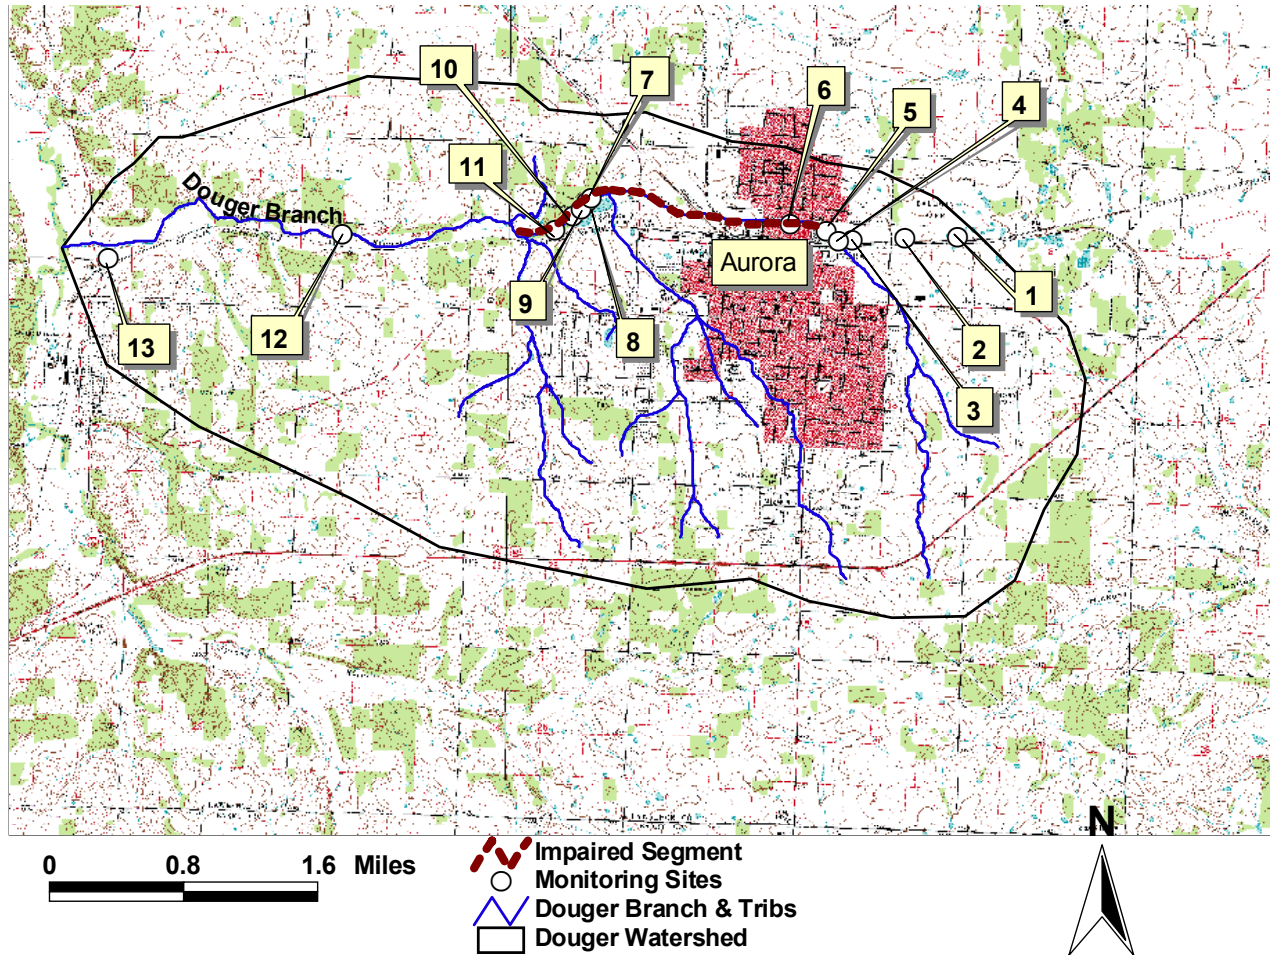 10
7
6
5
4
11
Douger Branch
Aurora
1
9
8
2
12
13
3
N
0 0.8 1.6 Miles
Impaired Segment
Monitoring Sites
Douger Branch & Tribs
Douger Watershed